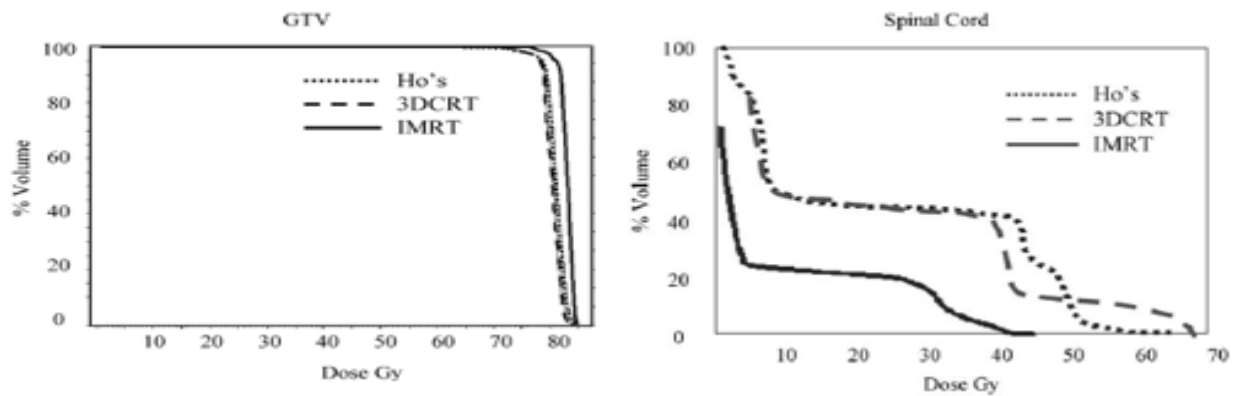 GTV
100
80
60
40
20
0
% Volume
Ho's
3DCRT
IMRT
10 20 30 40 50 60 70 80
Dose Gy
Spinal Cord
100
80
60
40
20
0
% Volume
Ho's
3DCRT
IMRT
10 20 30 40 50 60 70
Dose Gy